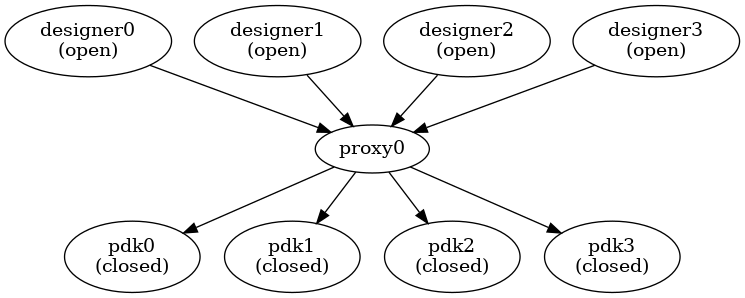 designer0
(open)
designer1
(open)
designer2
(open)
designer3
(open)
proxy0
pdk0
(closed)
pdk1
(closed)
pdk2
(closed)
pdk3
(closed)